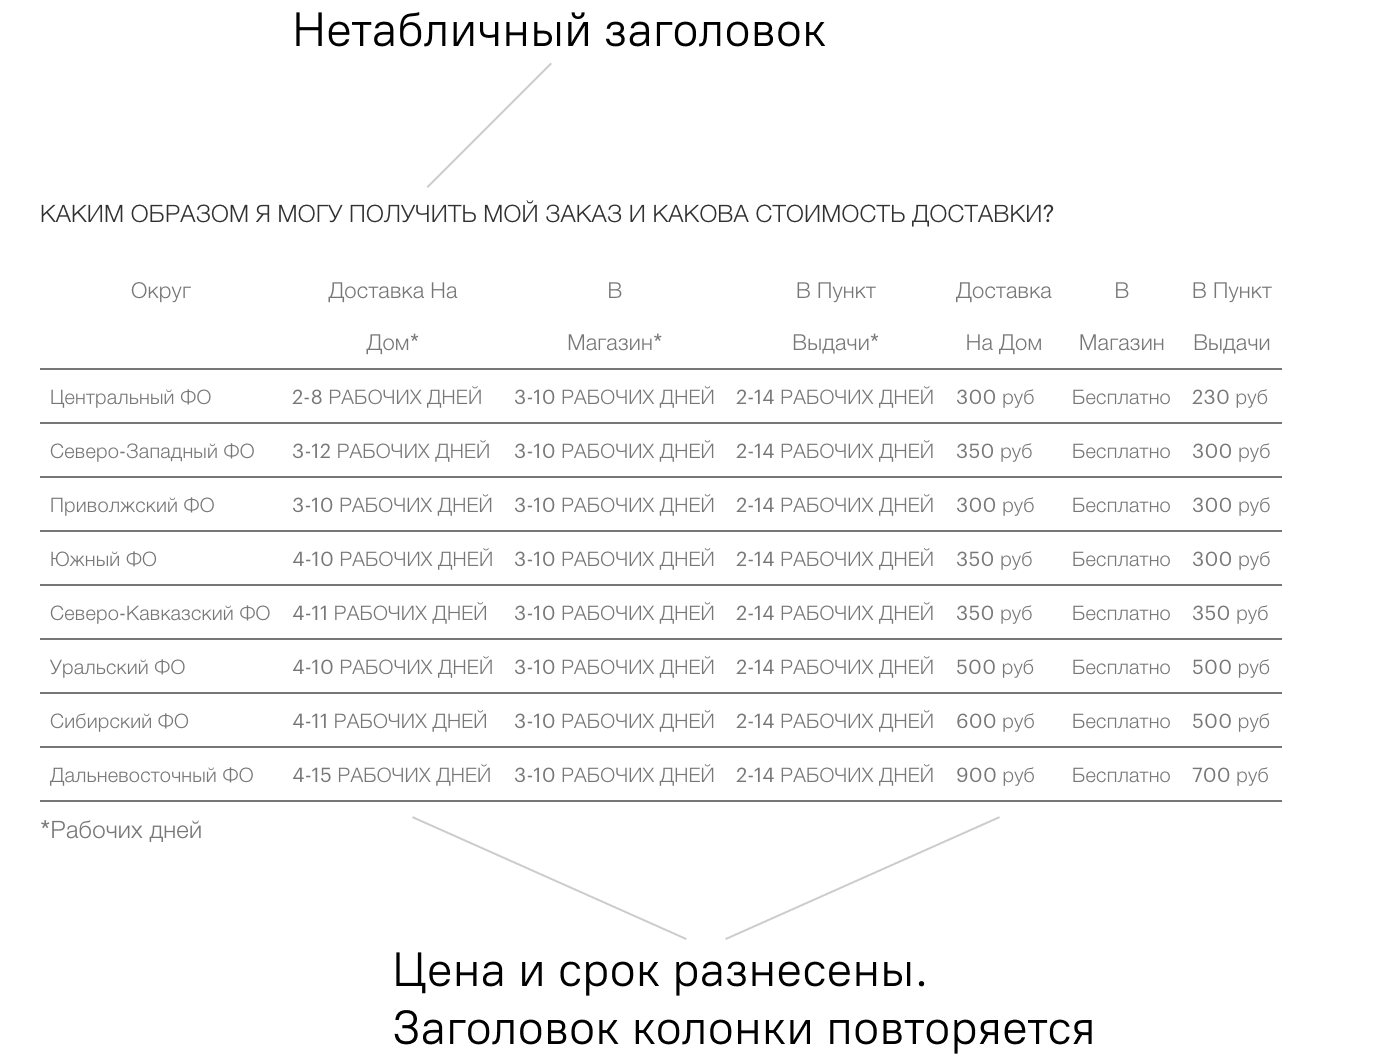 Нетабличный заголовок
КАКИМ ОБРАЗОМ Я МОГУ ПОЛУЧИТЬ МОЙ ЗАКАЗ И КАКОВА СТОИМОСТЬ ДОСТАВКИ?
Округ Доставка На В В Пункт Доставка В В Пункт
Дом* Магазин* Выдачи* На Дом Магазин Выдачи
Центральный ФО 2-8 РАБОЧИХ ДНЕЙ 3-10 РАБОЧИХ ДНЕЙ 2-14 РАБОЧИХ ДНЕЙ 300 руб Бесплатно 230 руб
Северо-Западный ФО 3-12 РАБОЧИХ ДНЕЙ 3-10 РАБОЧИХ ДНЕЙ 2-14 РАБОЧИХ ДНЕЙ 350 руб Бесплатно 300 руб
Приволжский ФО 3-10 РАБОЧИХ ДНЕЙ 3-10 РАБОЧИХ ДНЕЙ 2-14 РАБОЧИХ ДНЕЙ 300 руб Бесплатно 300 руб
Южный ФО 4-10 РАБОЧИХ ДНЕЙ 3-10 РАБОЧИХ ДНЕЙ 2-14 РАБОЧИХ ДНЕЙ 350 руб Бесплатно 300 руб
Северо-Кавказский ФО 4-11 РАБОЧИХ ДНЕЙ 3-10 РАБОЧИХ ДНЕЙ 2-14 РАБОЧИХ ДНЕЙ 350 руб Бесплатно 350 руб
Уральский ФО 4-10 РАБОЧИХ ДНЕЙ 3-10 РАБОЧИХ ДНЕЙ 2-14 РАБОЧИХ ДНЕЙ 500 руб Бесплатно 500 руб
Сибирский ФО 4-11 РАБОЧИХ ДНЕЙ 3-10 РАБОЧИХ ДНЕЙ 2-14 РАБОЧИХ ДНЕЙ 600 руб Бесплатно 500 руб
Дальневосточный ФО 4-15 РАБОЧИХ ДНЕЙ 3-10 РАБОЧИХ ДНЕЙ 2-14 РАБОЧИХ ДНЕЙ 900 руб Бесплатно 700 руб
*Рабочих дней
Цена и срок разнесены.
Заголовок колонки повторяется